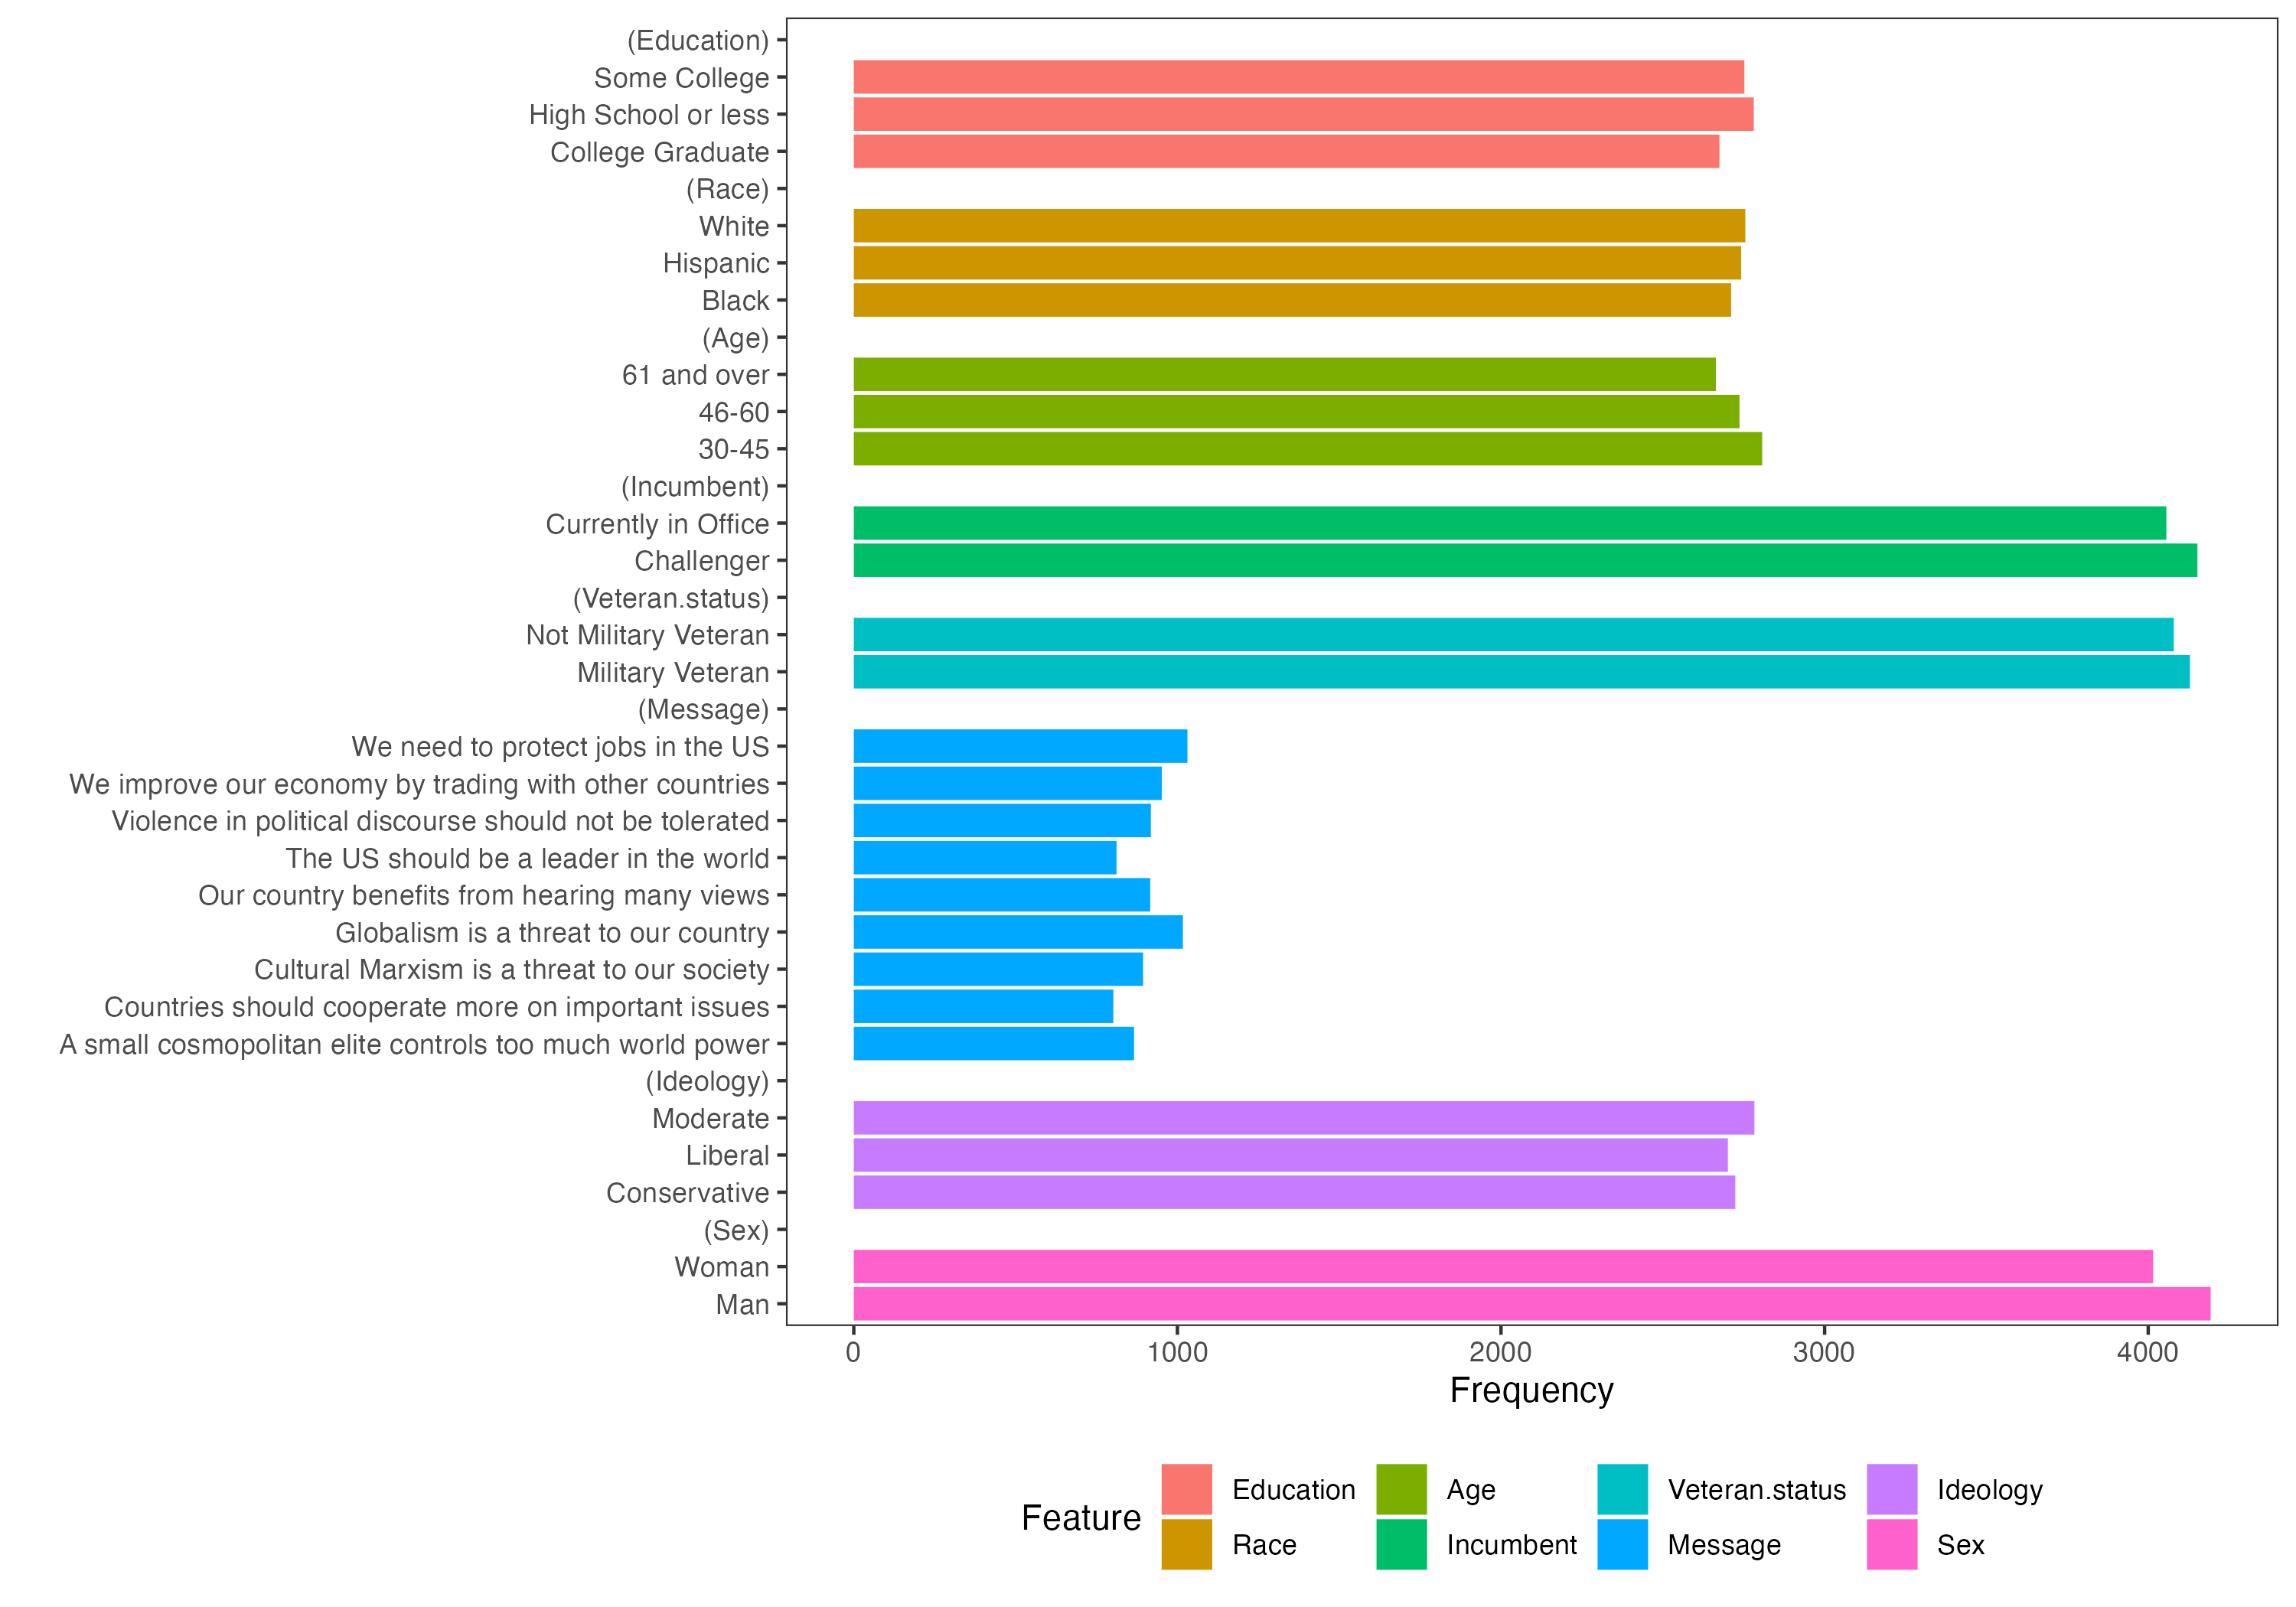 (Education)
Some College
High School or less
College Graduate
(Race)
White
Hispanic
Black
(Age)
61 and over
46-60
30-45
(Incumbent)
Currently in Office
Challenger
(Veteran.status)
Not Military Veteran
Military Veteran
(Message)
We need to protect jobs in the US
We improve our economy by trading with other countries
Violence in political discourse should not be tolerated
The US should be a leader in the world
Our country benefits from hearing many views
Globalism is a threat to our country
Cultural Marxism is a threat to our society
Countries should cooperate more on important issues
A small cosmopolitan elite controls too much world power
(Ideology)
Moderate
Liberal
Conservative
(Sex)
Woman
Man
0 1000 2000 3000 4000
Frequency
Feature
Education Age Veteran.status Ideology
Race Incumbent Message Sex